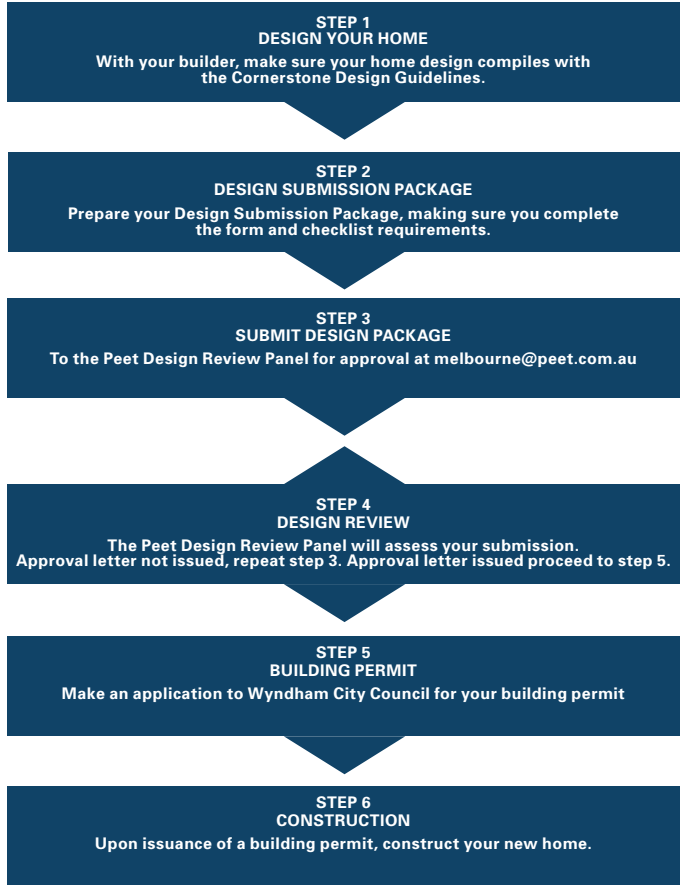 STEP 1
DESIGN YOUR HOME
With your builder, make sure your home design compiles with
the Cornerstone Design Guidelines.
STEP 2
DESIGN SUBMISSION PACKAGE
Prepare your Design Submission Package, making sure you complete
the form and checklist requirements.
STEP 3
SUBMIT DESIGN PACKAGE
To the Peet Design Review Panel for approval at melbourne@peet.com.au
STEP 4
DESIGN REVIEW
The Peet Design Review Panel will assess your submission.
Approval letter not issued, repeat step 3. Approval letter issued proceed to step 5.
STEP 5
BUILDING PERMIT
Make an application to Wyndham City Council for your building permit
STEP 6
CONSTRUCTION
Upon issuance of a building permit, construct your new home.